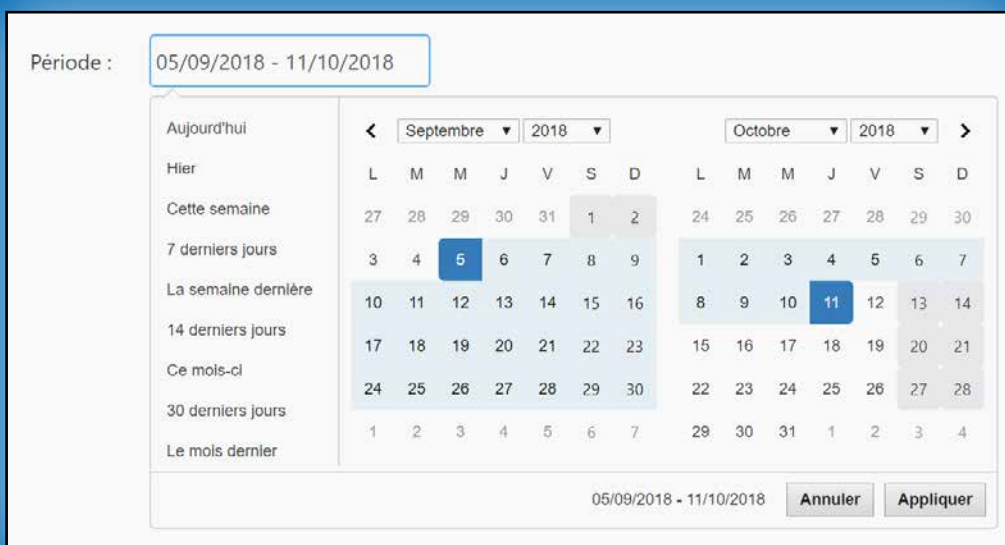 Période : 05/09/2018 - 11/10/2018
Aujourd'hui
Hier
Cette semaine
7 derniers jours
La semaine dernière
14 derniers jours
Ce mois-ci
30 derniers jours
Le mois dernier
Septembre 2018
L M M J V S D
27 28 29 30 31 1 2
3 4 5 6 7 8 9
10 11 12 13 14 15 16
17 18 19 20 21 22 23
24 25 26 27 28 29 30
1 2 3 4 5 6 7
Octobre 2018
L M M J V S D
24 25 26 27 28 29 30
1 2 3 4 5 6 7
8 9 10 11 12 13 14
15 16 17 18 19 20 21
22 23 24 25 26 27 28
29 30 31 1 2 3 4
05/09/2018 - 11/10/2018 Annuler Appliquer